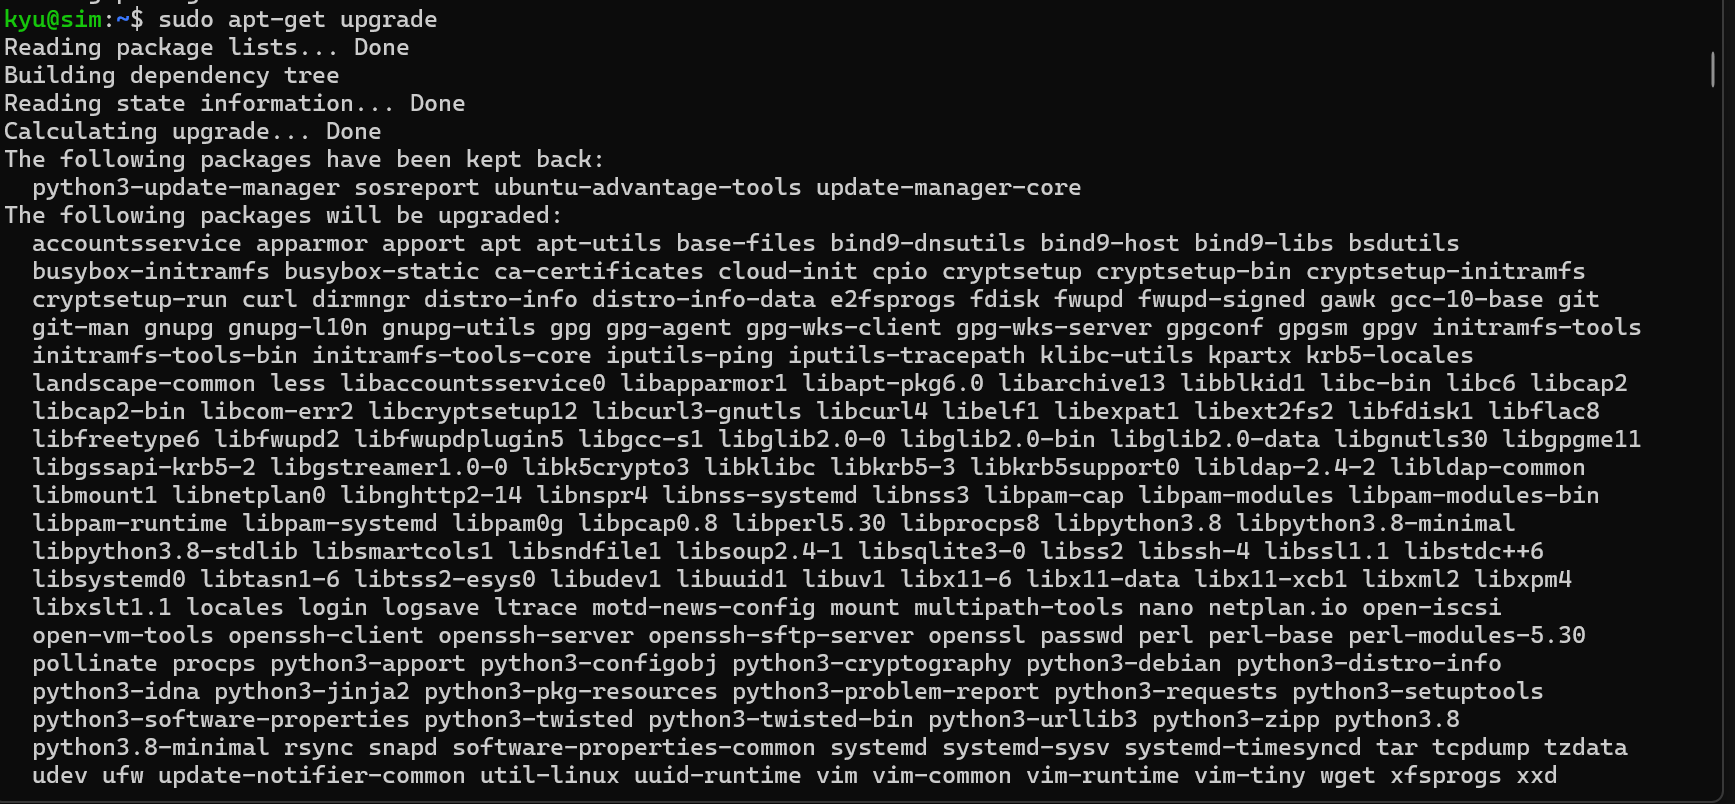 kyu@sim:~$ sudo apt-get upgrade
Reading package lists... Done
Building dependency tree
Reading state information... Done
Calculating upgrade... Done
The following packages have been kept back:
  python3-update-manager sosreport ubuntu-advantage-tools update-manager-core
The following packages will be upgraded:
  accountsservice apparmor apport apt apt-utils base-files bind9-dnsutils bind9-host bind9-libs bsdutils
  busybox-initramfs busybox-static ca-certificates cloud-init cpio cryptsetup cryptsetup-bin cryptsetup-initramfs
  cryptsetup-run curl dirmngr distro-info distro-info-data e2fsprogs fdisk fwupd fwupd-signed gawk gcc-10-base git
  git-man gnupg gnupg-l10n gnupg-utils gpg gpg-agent gpg-wks-client gpg-wks-server gpgconf gpgsm gpgv initramfs-tools
  initramfs-tools-bin initramfs-tools-core iputils-ping iputils-tracepath klibc-utils kpartx krb5-locales
  landscape-common less libaccountsservice0 libapparmor1 libapt-pkg6.0 libarchive13 libblkid1 libc-bin libc6 libcap2
  libcap2-bin libcom-err2 libcryptsetup12 libcurl3-gnutls libcurl4 libelf1 libexpat1 libext2fs2 libfdisk1 libflac8
  libfreetype6 libfwupd2 libfwupdplugin5 libgcc-s1 libglib2.0-0 libglib2.0-bin libglib2.0-data libgnutls30 libgpgme11
  libgssapi-krb5-2 libgstreamer1.0-0 libk5crypto3 libklibc libkrb5-3 libkrb5support0 libldap-2.4-2 libldap-common
  libmount1 libnetplan0 libnghttp2-14 libnspr4 libnss-systemd libnss3 libpam-cap libpam-modules libpam-modules-bin
  libpam-runtime libpam-systemd libpam0g libpcap0.8 libperl5.30 libprocps8 libpython3.8 libpython3.8-minimal
  libpython3.8-stdlib libsmartcols1 libsndfile1 libsoup2.4-1 libsqlite3-0 libss2 libssh-4 libssl1.1 libstdc++6
  libsystemd0 libtasn1-6 libtss2-esys0 libudev1 libuuid1 libuv1 libx11-6 libx11-data libx11-xcb1 libxml2 libxpm4
  libxslt1.1 locales login logsave ltrace motd-news-config mount multipath-tools nano netplan.io open-iscsi
  open-vm-tools openssh-client openssh-server openssh-sftp-server openssl passwd perl perl-base perl-modules-5.30
  pollinate procps python3-apport python3-configobj python3-cryptography python3-debian python3-distro-info
  python3-idna python3-jinja2 python3-pkg-resources python3-problem-report python3-requests python3-setuptools
  python3-software-properties python3-twisted python3-twisted-bin python3-urllib3 python3-zipp python3.8
  python3.8-minimal rsync snapd software-properties-common systemd systemd-sysv systemd-timesyncd tar tcpdump tzdata
  udev ufw update-notifier-common util-linux uuid-runtime vim vim-common vim-runtime vim-tiny wget xfsprogs xxd